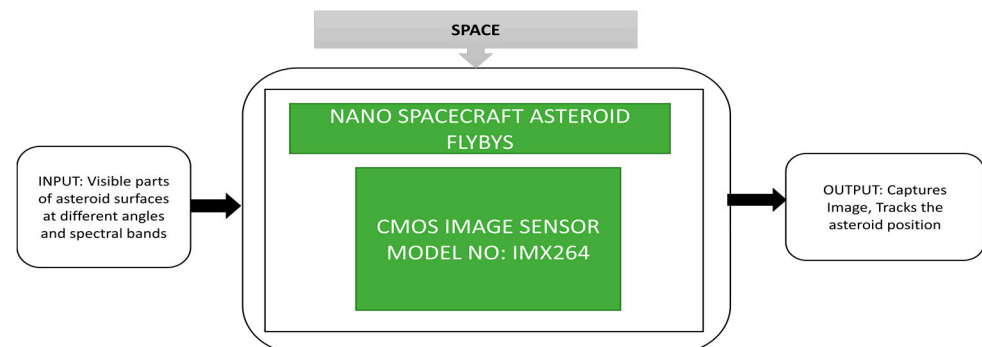 SPACE
NANO SPACECRAFT ASTEROID
FLYBYS
INPUT: Visible parts
of asteroid surfaces
at different angles
and spectral bands
CMOS IMAGE SENSOR
MODEL NO: IMX264
OUTPUT: Captures
Image, Tracks the
asteroid position